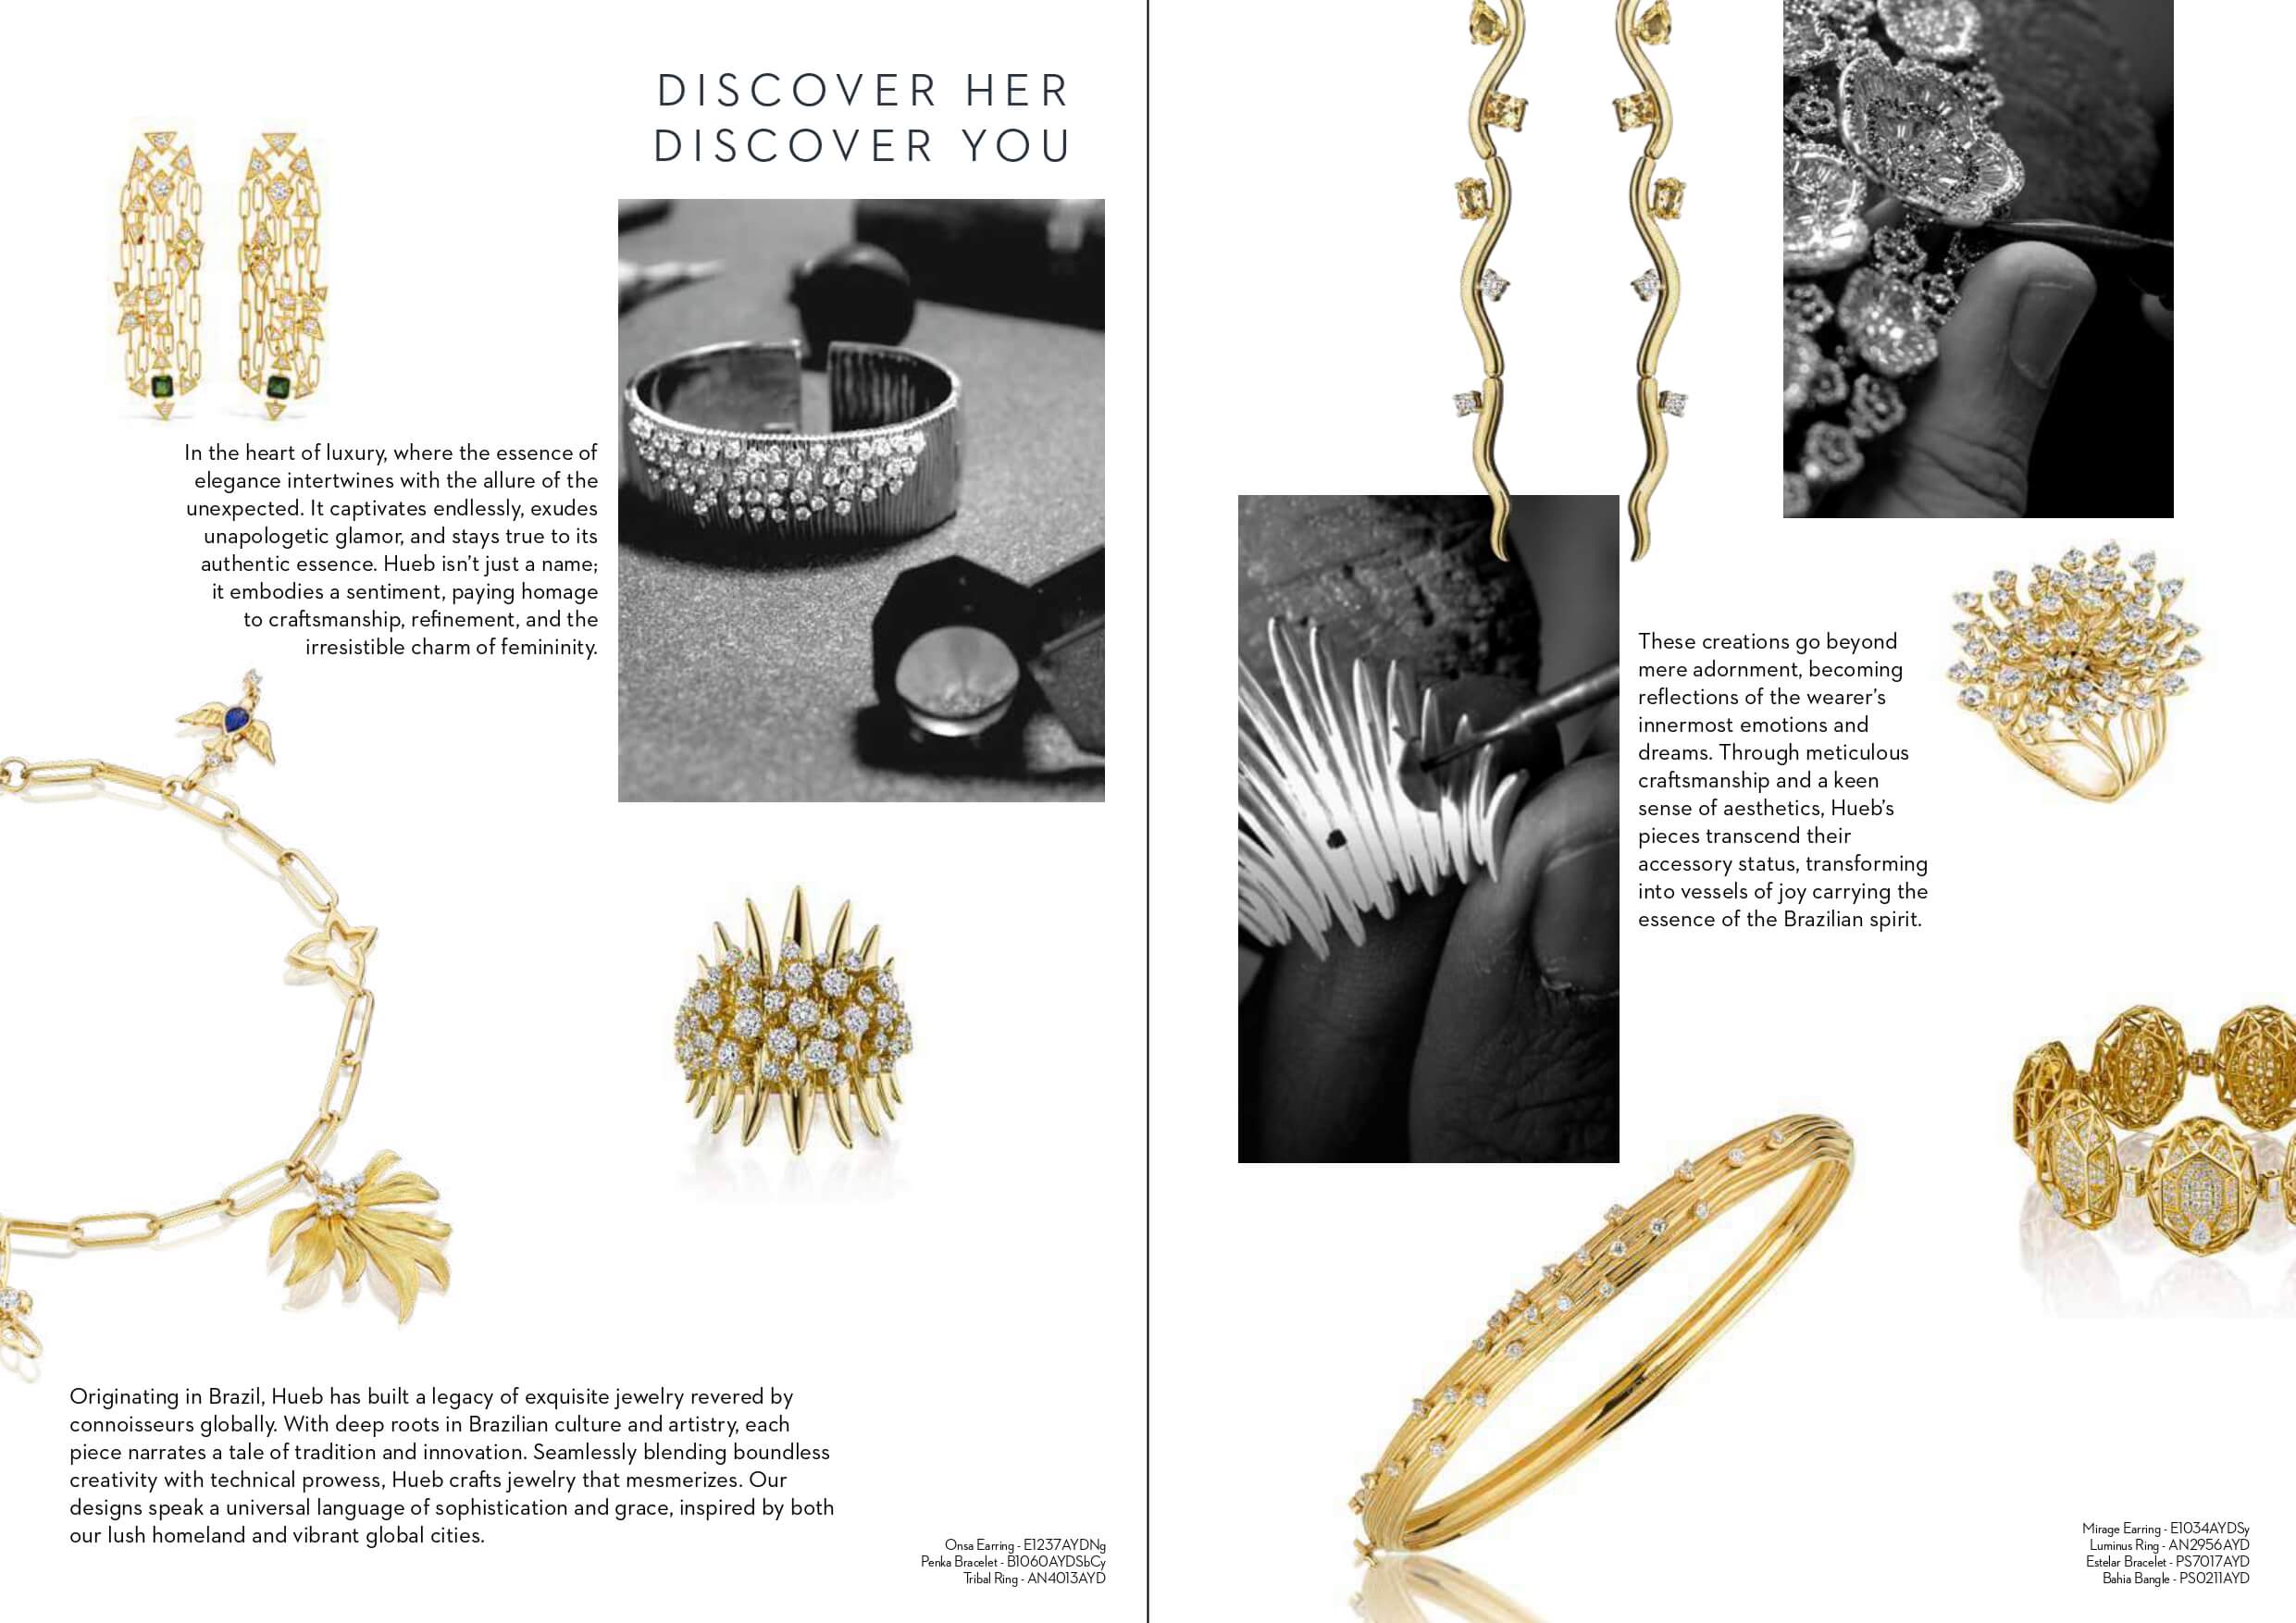 DISCOVER HER
DISCOVER YOU
In the heart of luxury, where the essence of
elegance intertwines with the allure of the
unexpected. It captivates endlessly, exudes
unapologetic glamor, and stays true to its
authentic essence. Hueb isn’t just a name;
it embodies a sentiment, paying homage
to craftsmanship, refinement, and the
irresistible charm of femininity.
Originating in Brazil, Hueb has built a legacy of exquisite jewelry revered by
connoisseurs globally. With deep roots in Brazilian culture and artistry, each
piece narrates a tale of tradition and innovation. Seamlessly blending boundless
creativity with technical prowess, Hueb crafts jewelry that mesmerizes. Our
designs speak a universal language of sophistication and grace, inspired by both
our lush homeland and vibrant global cities.
Onsa Earring - E1237AYDNg
Penka Bracelet - B1060AYDSbCy
Tribal Ring - AN4013AYD
These creations go beyond
mere adornment, becoming
reflections of the wearer’s
innermost emotions and
dreams. Through meticulous
craftsmanship and a keen
sense of aesthetics, Hueb’s
pieces transcend their
accessory status, transforming
into vessels of joy carrying the
essence of the Brazilian spirit.
Mirage Earring - E1034AYDSy
Luminus Ring - AN2956AYD
Estelar Bracelet - PS7017AYD
Bahia Bangle - PS0211AYD